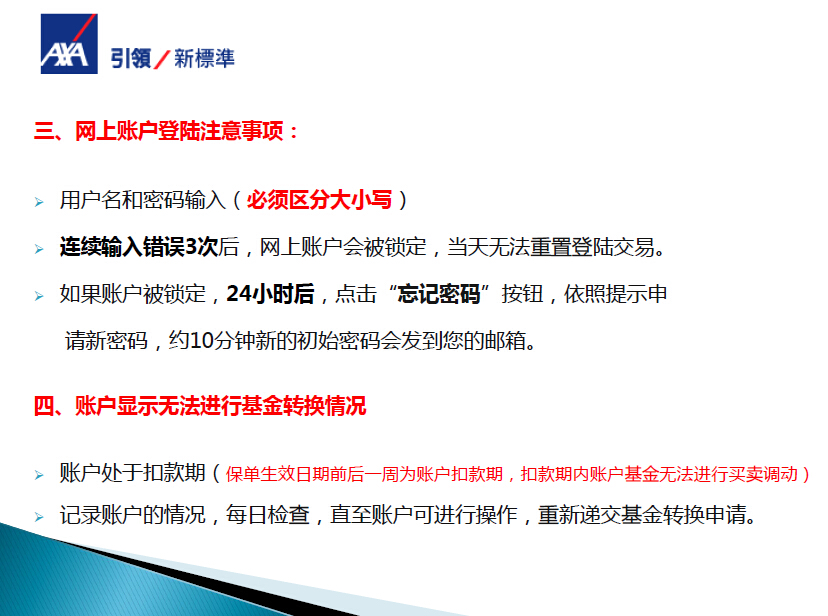 AXA 引領/新標準
三、网上账户登陆注意事项：
用户名和密码输入（必须区分大小写）
连续输入错误3次后，网上账户会被锁定，当天无法重置登陆交易。
如果账户被锁定，24小时后，点击“忘记密码”按钮，依照提示申
请新密码，约10分钟新的初始密码会发到您的邮箱。
四、账户显示无法进行基金转换情况
账户处于扣款期（保单生效日期前后一周为账户扣款期，扣款期内账户基金无法进行买卖调动）
记录账户的情况，每日检查，直至账户可进行操作，重新递交基金转换申请。